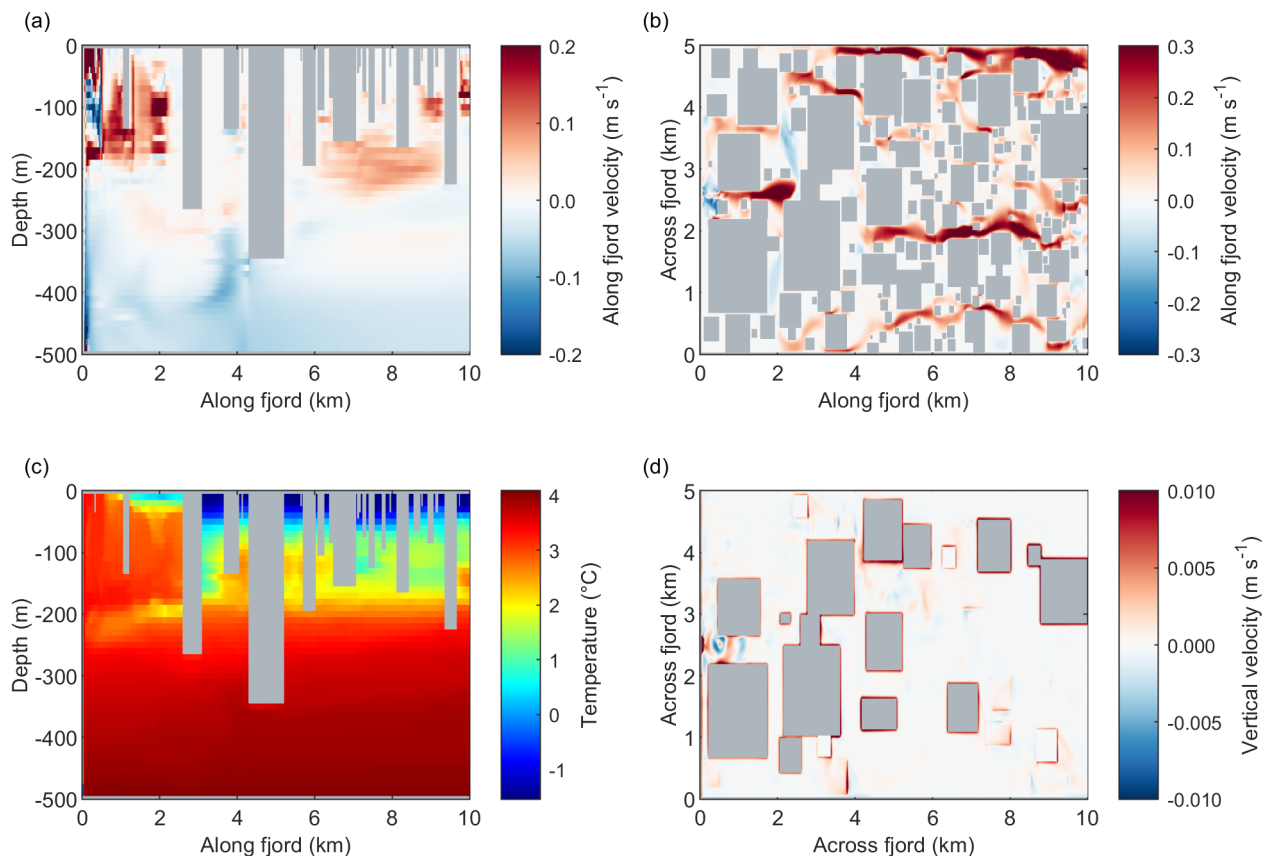 (a)
0
-100
-200
-300
-400
-500
Depth (m)
0 2 4 6 8 10
Along fjord (km)
0.2
0.1
0.0
-0.1
-0.2
Along fjord velocity (m s⁻¹)
(b)
5
4
3
2
1
0
Across fjord (km)
0 2 4 6 8 10
Along fjord (km)
0.3
0.2
0.1
0.0
-0.1
-0.2
-0.3
Along fjord velocity (m s⁻¹)
(c)
0
-100
-200
-300
-400
-500
Depth (m)
0 2 4 6 8 10
Along fjord (km)
4
3
2
1
0
-1
Temperature (°C)
(d)
5
4
3
2
1
0
Across fjord (km)
0 2 4 6 8 10
Across fjord (km)
0.010
0.005
0.000
-0.005
-0.010
Vertical velocity (m s⁻¹)